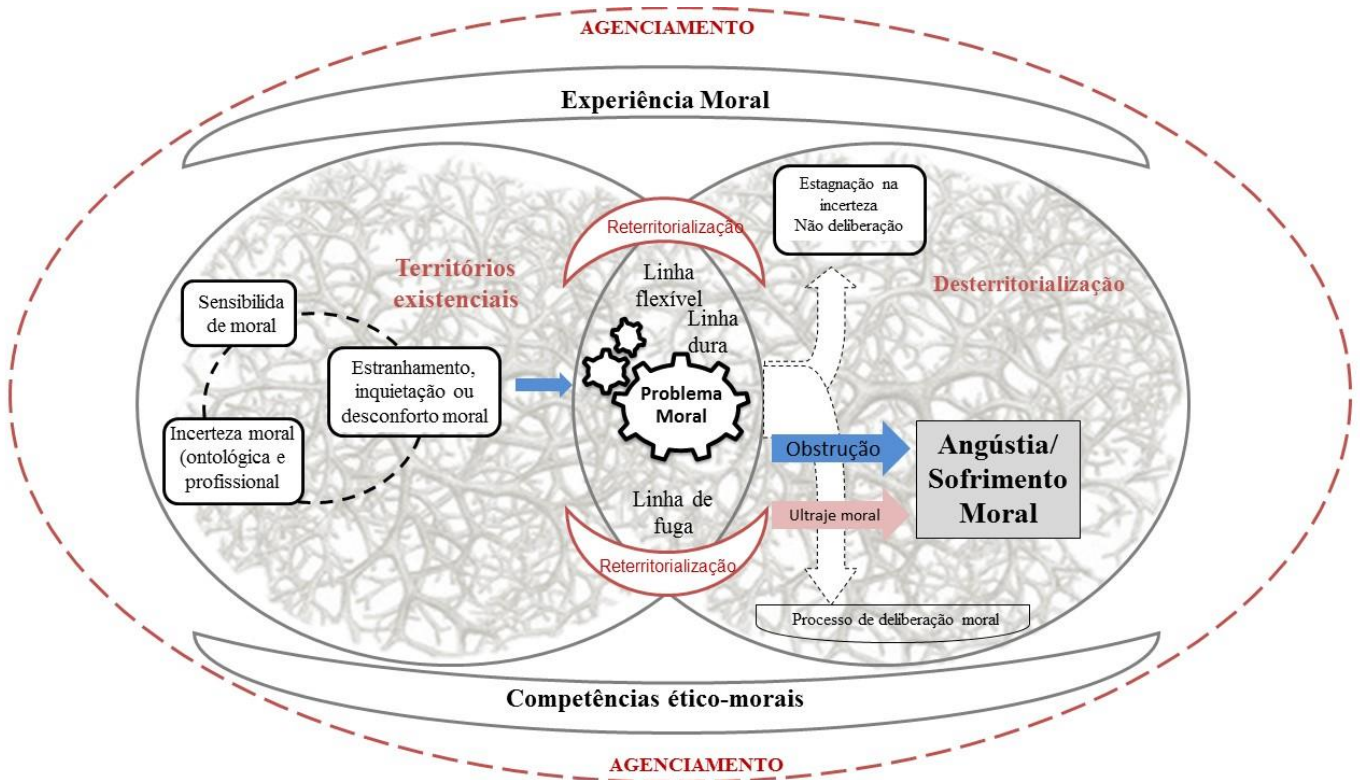 AGENCIAMENTO
Experiência Moral
Estagnação na
incerteza
Não deliberação
Reterritorialização
Territórios
existenciais
Linha
flexível
Linha
dura
Desterritorialização
Sensibilida
de moral
Estranhamento,
inquietação ou
desconforto moral
Incerteza moral
(ontológica e
profissional
Problema
Moral
Obstrução
Angústia/
Sofrimento
Moral
Linha de
fuga
Ultraje moral
Reterritorialização
Processo de deliberação moral
Competências ético-morais
AGENCIAMENTO